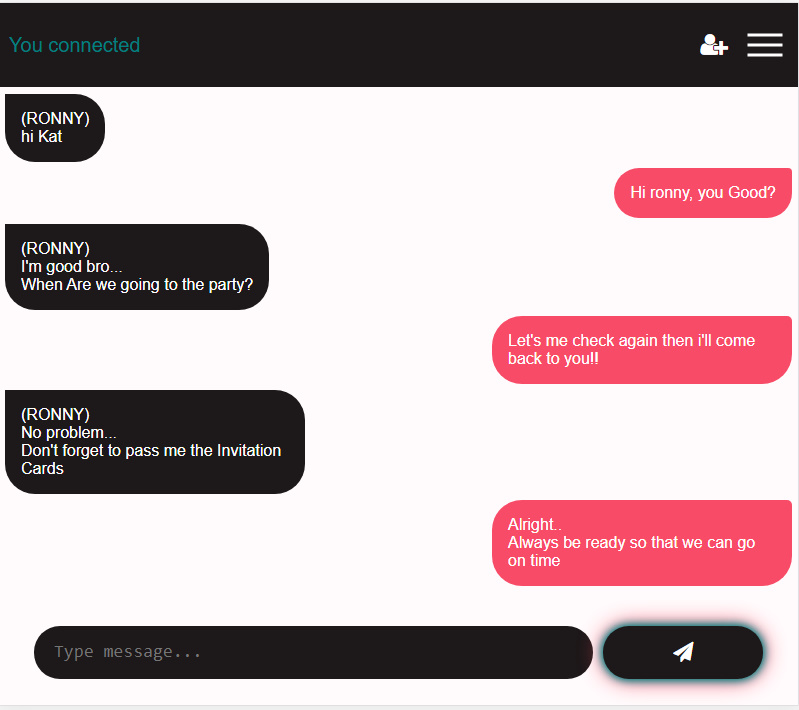 You connected
(RONNY)
hi Kat
Hi ronny, you Good?
(RONNY)
I'm good bro...
When Are we going to the party?
Let's me check again then i'll come
back to you!!
(RONNY)
No problem...
Don't forget to pass me the Invitation
Cards
Alright..
Always be ready so that we can go
on time
Type message...